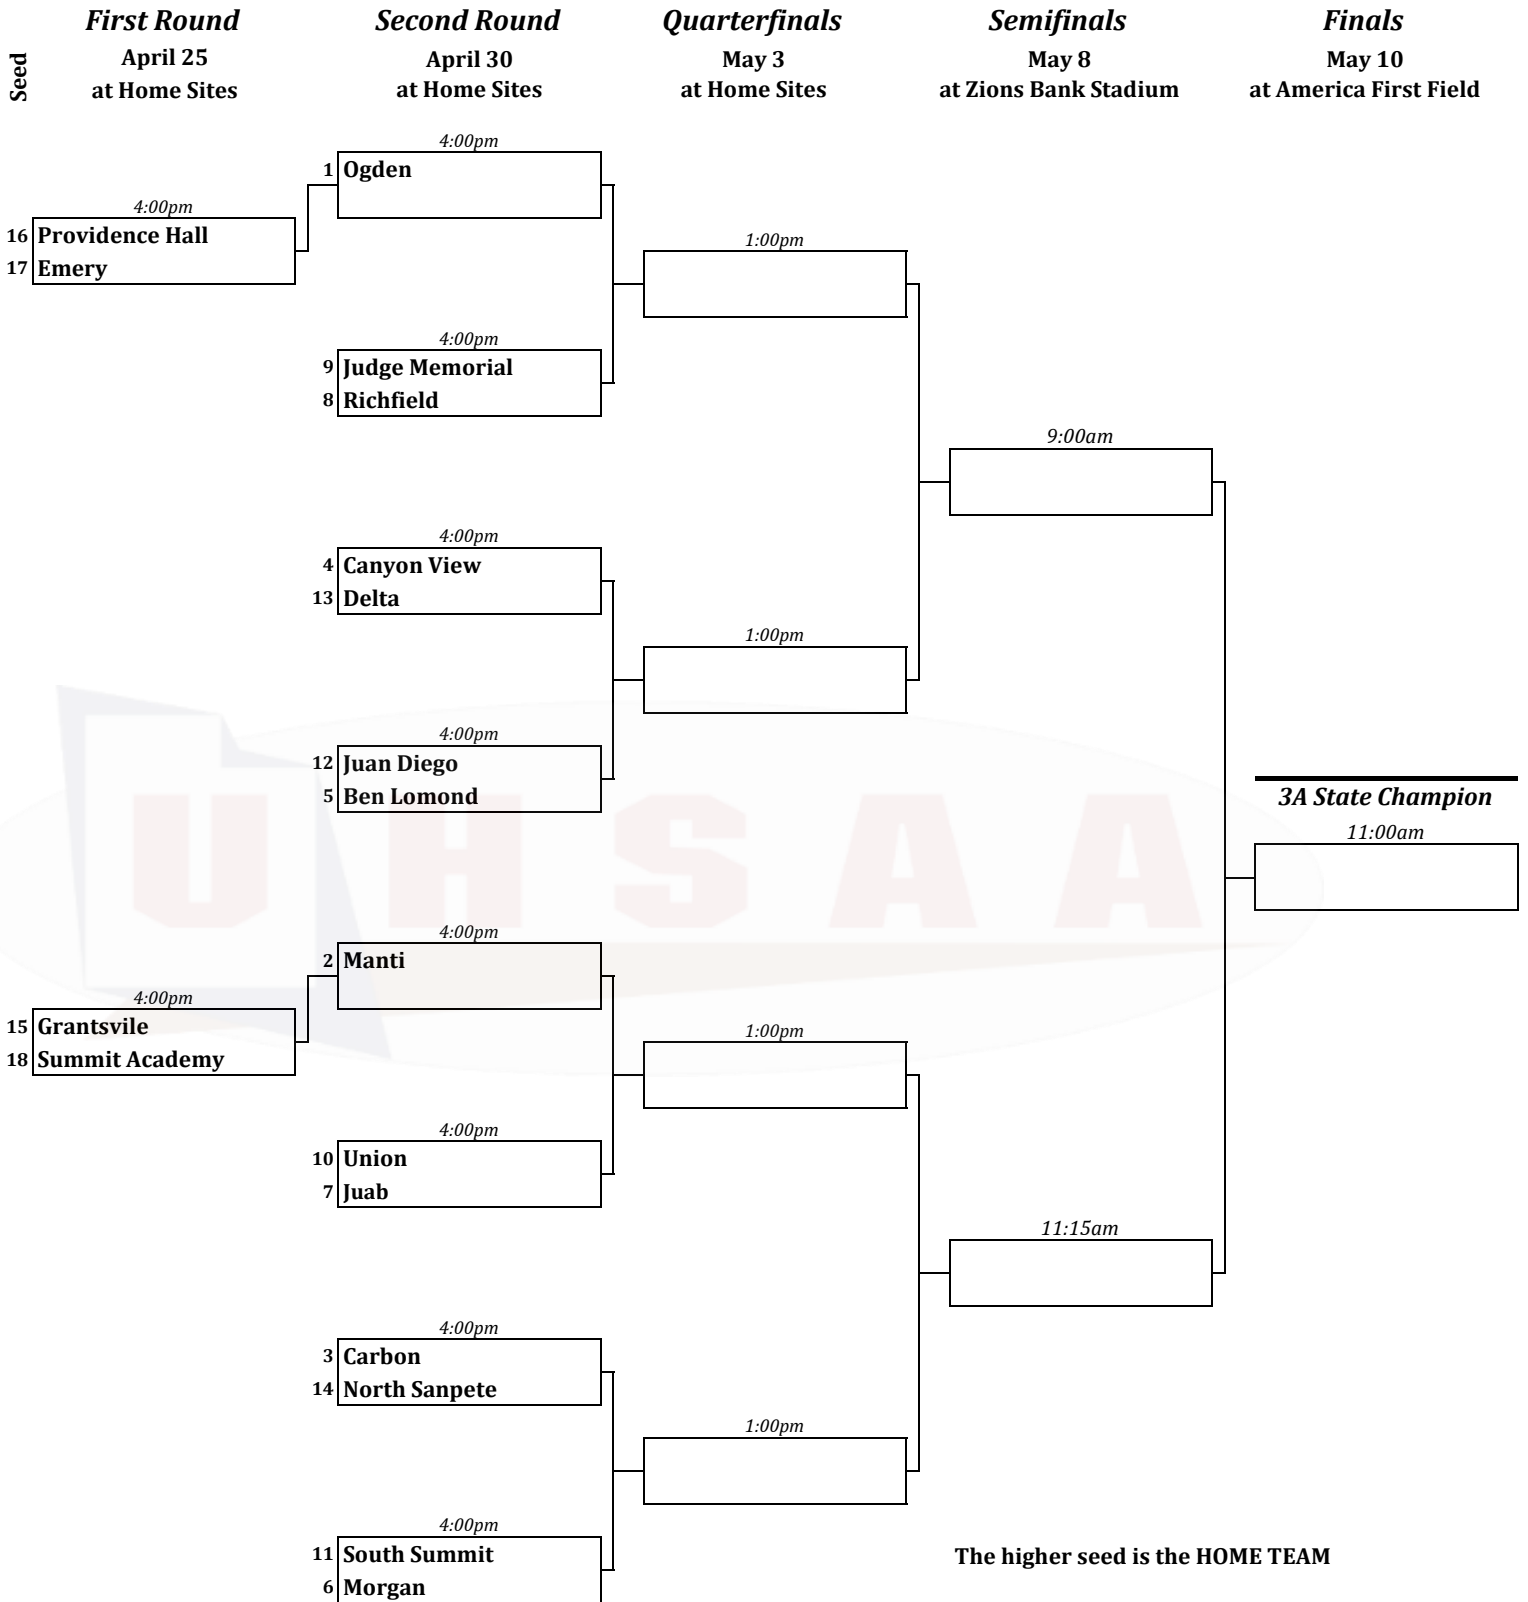 First Round
Second Round
Quarterfinals
Semifinals
Finals
Seed
April 25
April 30
May 3
May 8
May 10
at Home Sites
at Home Sites
at Home Sites
at Zions Bank Stadium
at America First Field
4:00pm
1 Ogden
4:00pm
16 Providence Hall
17 Emery
1:00pm
4:00pm
9 Judge Memorial
8 Richfield
9:00am
4:00pm
4 Canyon View
13 Delta
1:00pm
4:00pm
12 Juan Diego
5 Ben Lomond
3A State Champion
11:00am
UHSAA
4:00pm
2 Manti
4:00pm
15 Grantsvile
18 Summit Academy
1:00pm
4:00pm
10 Union
7 Juab
11:15am
4:00pm
3 Carbon
14 North Sanpete
1:00pm
4:00pm
11 South Summit
6 Morgan
The higher seed is the HOME TEAM